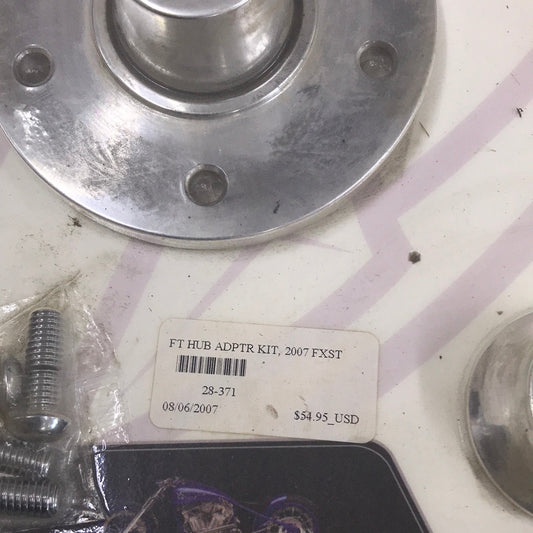 FT HUB ADPTR KIT, 2007 FXST
28-371
08/06/2007 $54.95_USD